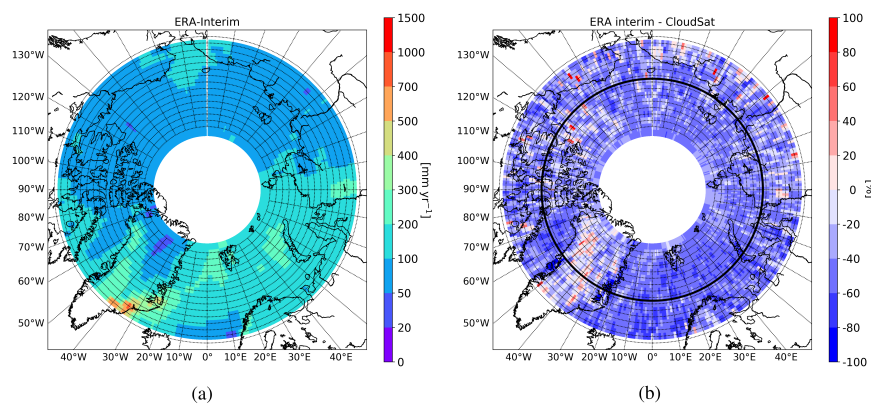 ERA-Interim
130°W
120°W
110°W
100°W
90°W
80°W
70°W
60°W
50°W
40°W 30°W 20°W 10°W 0° 10°E 20°E 30°E 40°E
1500
1000
700
500
400
300
200
100
50
20
0
[mm yr⁻¹]
(a)
ERA interim - CloudSat
130°W
120°W
110°W
100°W
90°W
80°W
70°W
60°W
50°W
40°W 30°W 20°W 10°W 0° 10°E 20°E 30°E 40°E
100
80
60
40
20
0
-20
-40
-60
-80
-100
[%]
(b)